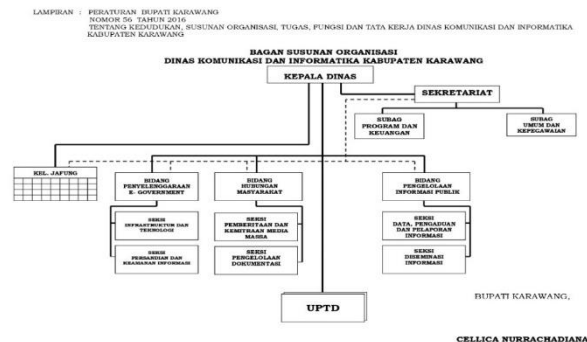 LAMPIRAN : PERATURAN BUPATI KARAWANG
NOMOR 56 TAHUN 2016
TENTANG KEDUDUKAN, SUSUNAN ORGANISASI, TUGAS, FUNGSI DAN TATA KERJA DINAS KOMUNIKASI DAN INFORMATIKA
KABUPATEN KARAWANG
BAGAN SUSUNAN ORGANISASI
DINAS KOMUNIKASI DAN INFORMATIKA KABUPATEN KARAWANG
KEPALA DINAS
SEKRETARIAT
SUBAG
PROGRAM DAN
KEUANGAN
SUBAG
UMUM DAN
KEPEGAWAIAN
KEL. JAFUNG
BIDANG
PENYELENGGARAAN
E- GOVERNMENT
BIDANG
HUBUNGAN
MASYARAKAT
BIDANG
PENGELOLAAN
INFORMASI PUBLIK
SEKSI
INFRASTRUKTUR DAN
TEKNOLOGI
SEKSI
PERSANDIAN DAN
KEAMANAN INFORMASI
SEKSI
PEMBERITAAN DAN
KEMITRAAN MEDIA
MASSA
SEKSI
PENGELOLAAN
DOKUMENTASI
SEKSI
DATA, PENGADUAN
DAN PELAPORAN
INFORMASI
SEKSI
DISEMINASI
INFORMASI
UPTD
BUPATI KARAWANG,
CELLICA NURRACHADIANA